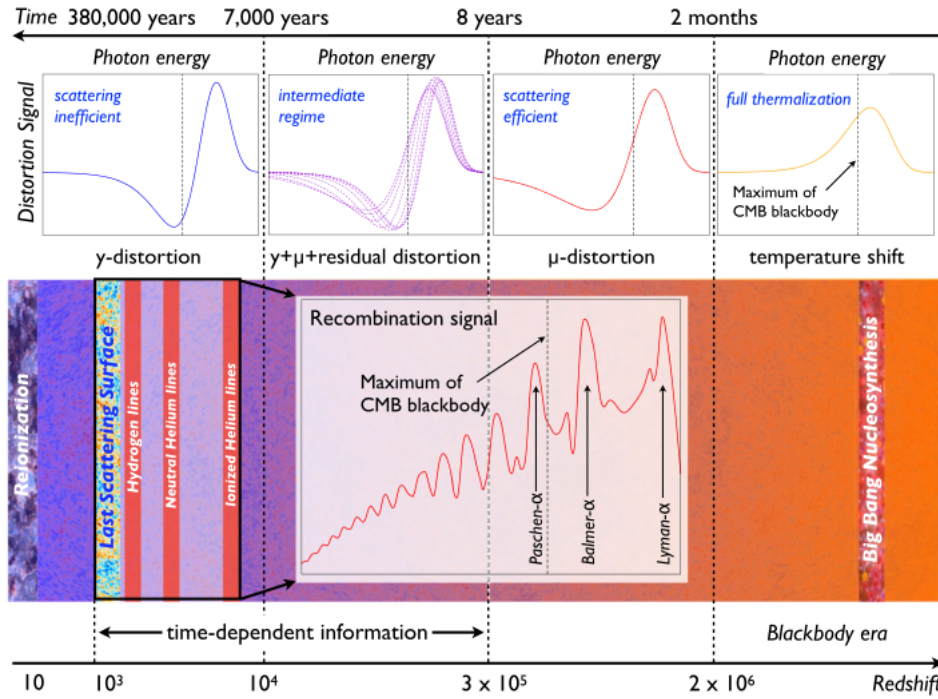 Time 380,000 years 7,000 years 8 years 2 months
Photon energy Photon energy Photon energy Photon energy
Distortion Signal
scattering
inefficient
intermediate
regime
scattering
efficient
full thermalization
Maximum of
CMB blackbody
y-distortion y+μ+residual distortion μ-distortion temperature shift
Reionization
Last Scattering Surface
Hydrogen lines
Neutral Helium lines
Ionized Helium lines
Recombination signal
Maximum of
CMB blackbody
Paschen-α
Balmer-α
Lyman-α
Big Bang Nucleosynthesis
time-dependent information Blackbody era
10 10³ 10⁴ 3 x 10⁵ 2 x 10⁶ Redshift